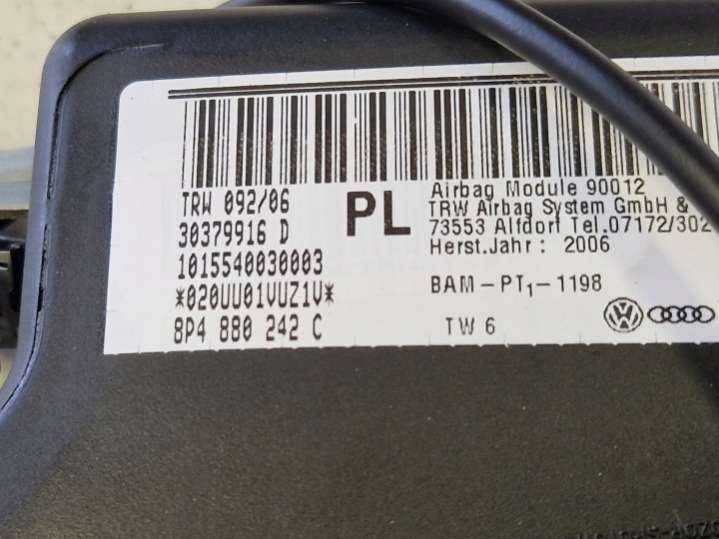 TRW 092/06
30379916 D
1015540030003
*020UU01VUZ1V*
8P4 880 242 C
PL
Airbag Module 90012
TRW Airbag System GmbH &
73553 Alfdorf Tel.07172/302
Herst.Jahr : 2006
BAM-PT₁-1198
TW 6